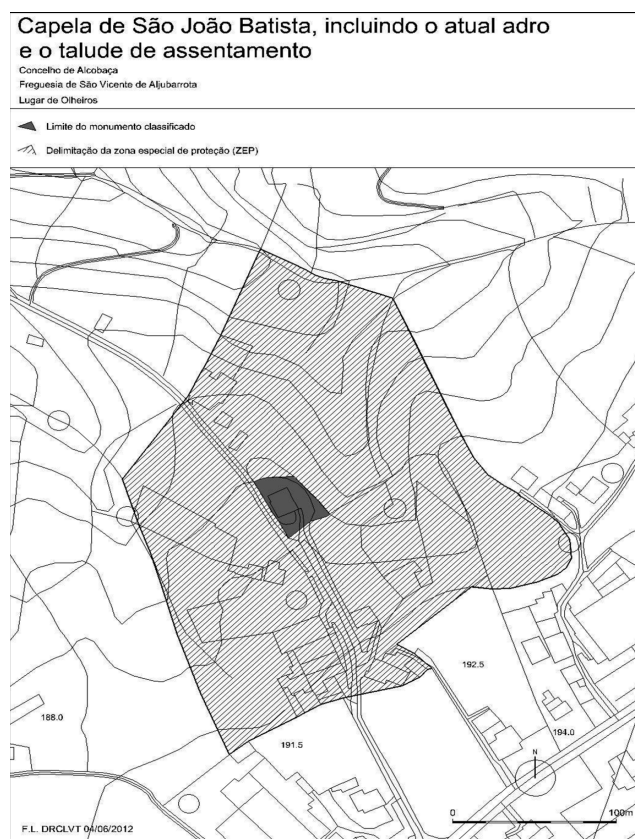 Capela de São João Batista, incluindo o atual adro
e o talude de assentamento
Concelho de Alcobaça
Freguesia de São Vicente de Aljubarrota
Lugar de Olheiros
Limite do monumento classificado
Delimitação da zona especial de proteção (ZEP)
192.5
188.0
194.0
191.5
N
0 100m
F.L. DRCLVT 04/06/2012